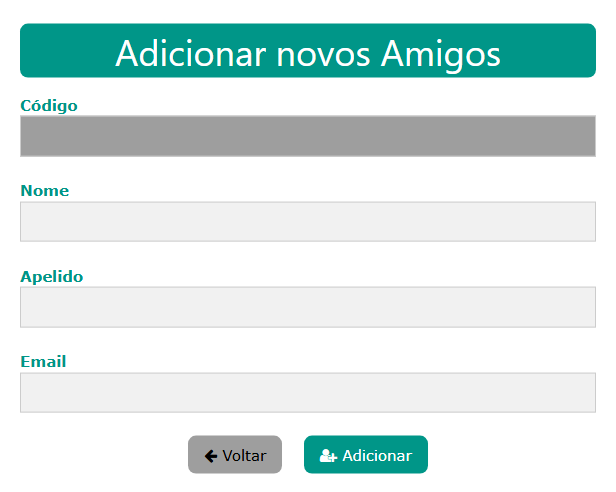 Adicionar novos Amigos
Código
Nome
Apelido
Email
Voltar
Adicionar